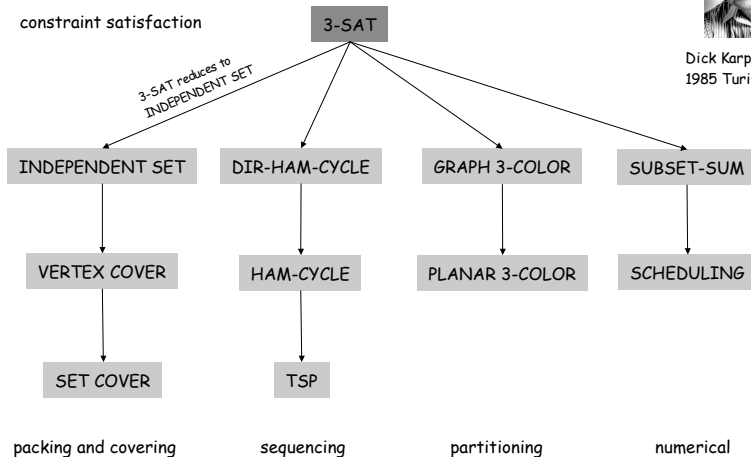 constraint satisfaction
3-SAT
Dick Karp
1985 Turi
3-SAT reduces to
INDEPENDENT SET
INDEPENDENT SET
DIR-HAM-CYCLE
GRAPH 3-COLOR
SUBSET-SUM
VERTEX COVER
HAM-CYCLE
PLANAR 3-COLOR
SCHEDULING
SET COVER
TSP
packing and covering
sequencing
partitioning
numerical